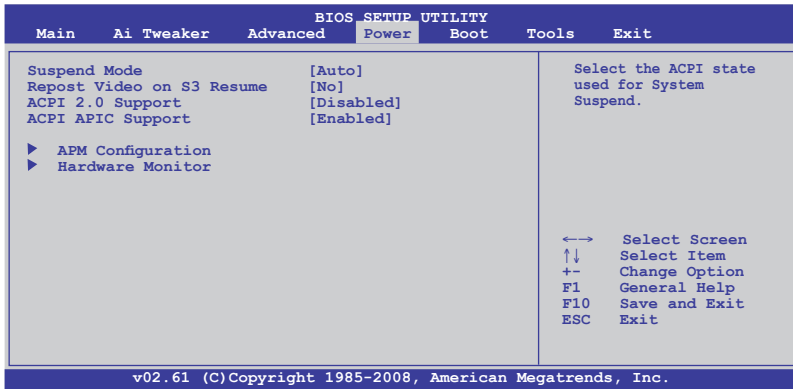 BIOS SETUP UTILITY
Main Ai Tweaker Advanced Power Boot Tools Exit
Suspend Mode [Auto]
Repost Video on S3 Resume [No]
ACPI 2.0 Support [Disabled]
ACPI APIC Support [Enabled]
▶ APM Configuration
▶ Hardware Monitor
Select the ACPI state
used for System
Suspend.
←→ Select Screen
↑↓ Select Item
+- Change Option
F1 General Help
F10 Save and Exit
ESC Exit
v02.61 (C)Copyright 1985-2008, American Megatrends, Inc.